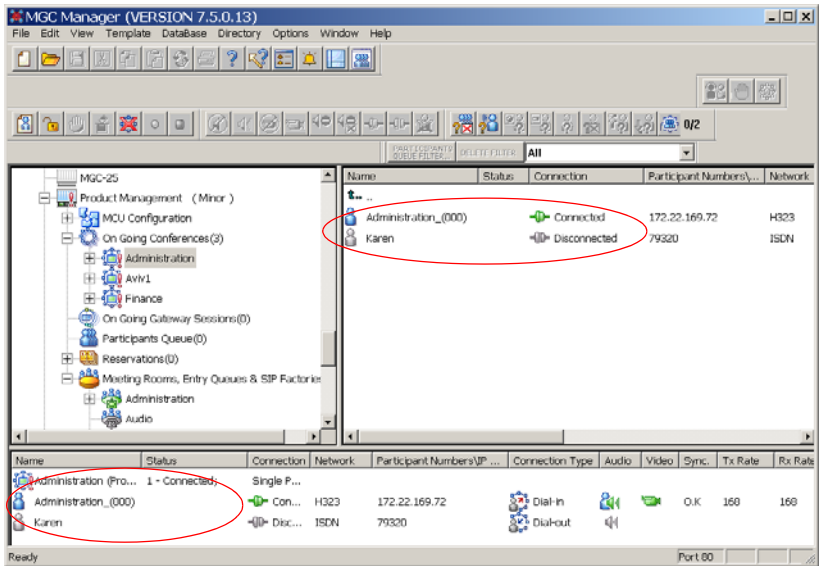 MGC Manager (VERSION 7.5.0.13)
File Edit View Template DataBase Directory Options Window Help
0/2
PARTICIPANTS QUEUE FILTER... DELETE FILTER All
MGC-25
Product Management (Minor)
MCU Configuration
On Going Conferences(3)
Administration
Aviv1
Finance
On Going Gateway Sessions(0)
Participants Queue(0)
Reservations(0)
Meeting Rooms, Entry Queues & SIP Factories
Administration
Audio
Name Status Connection Participant Numbers\... Network
..
Administration_(000) Connected 172.22.169.72 H323
Karen Disconnected 79320 ISDN
Name Status Connection Network Participant Numbers\IP ... Connection Type Audio Video Sync. Tx Rate Rx Rate
Administration (Pro... 1 - Connected; Single P...
Administration_(000) Con... H323 172.22.169.72 Dial-in O.K 168 168
Karen Disc... ISDN 79320 Dial-out
Ready Port 80